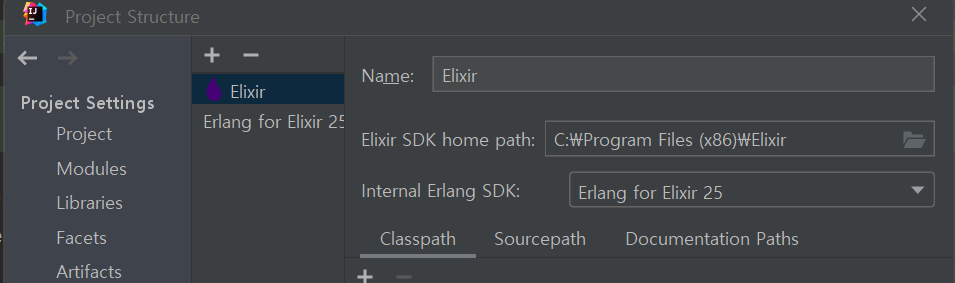 IJ
Project Structure
Project Settings
Project
Modules
Libraries
Facets
Artifacts
Elixir
Erlang for Elixir 25
Name: Elixir
Elixir SDK home path: C:₩Program Files (x86)₩Elixir
Internal Erlang SDK: Erlang for Elixir 25
Classpath Sourcepath Documentation Paths